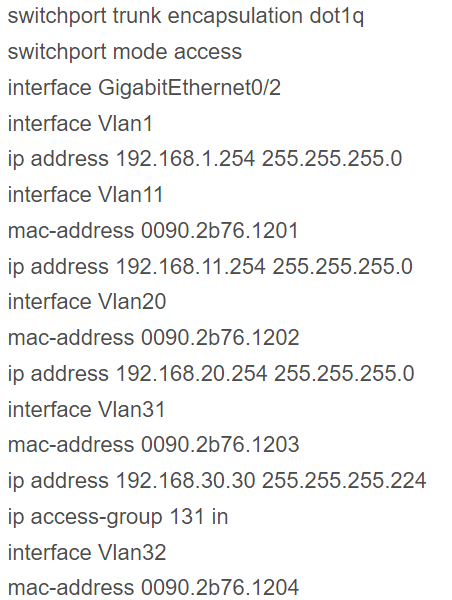 switchport trunk encapsulation dot1q
switchport mode access
interface GigabitEthernet0/2
interface Vlan1
ip address 192.168.1.254 255.255.255.0
interface Vlan11
mac-address 0090.2b76.1201
ip address 192.168.11.254 255.255.255.0
interface Vlan20
mac-address 0090.2b76.1202
ip address 192.168.20.254 255.255.255.0
interface Vlan31
mac-address 0090.2b76.1203
ip address 192.168.30.30 255.255.255.224
ip access-group 131 in
interface Vlan32
mac-address 0090.2b76.1204